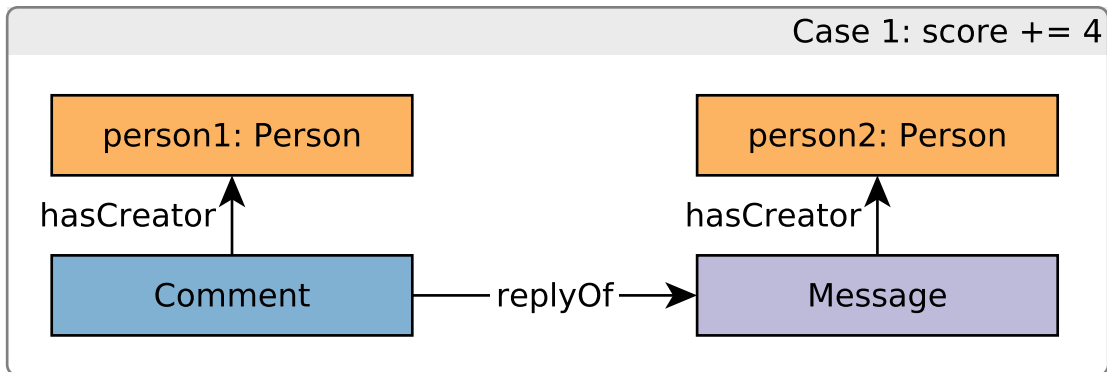 Case 1: score += 4
person1: Person
person2: Person
hasCreator
hasCreator
Comment
replyOf
Message